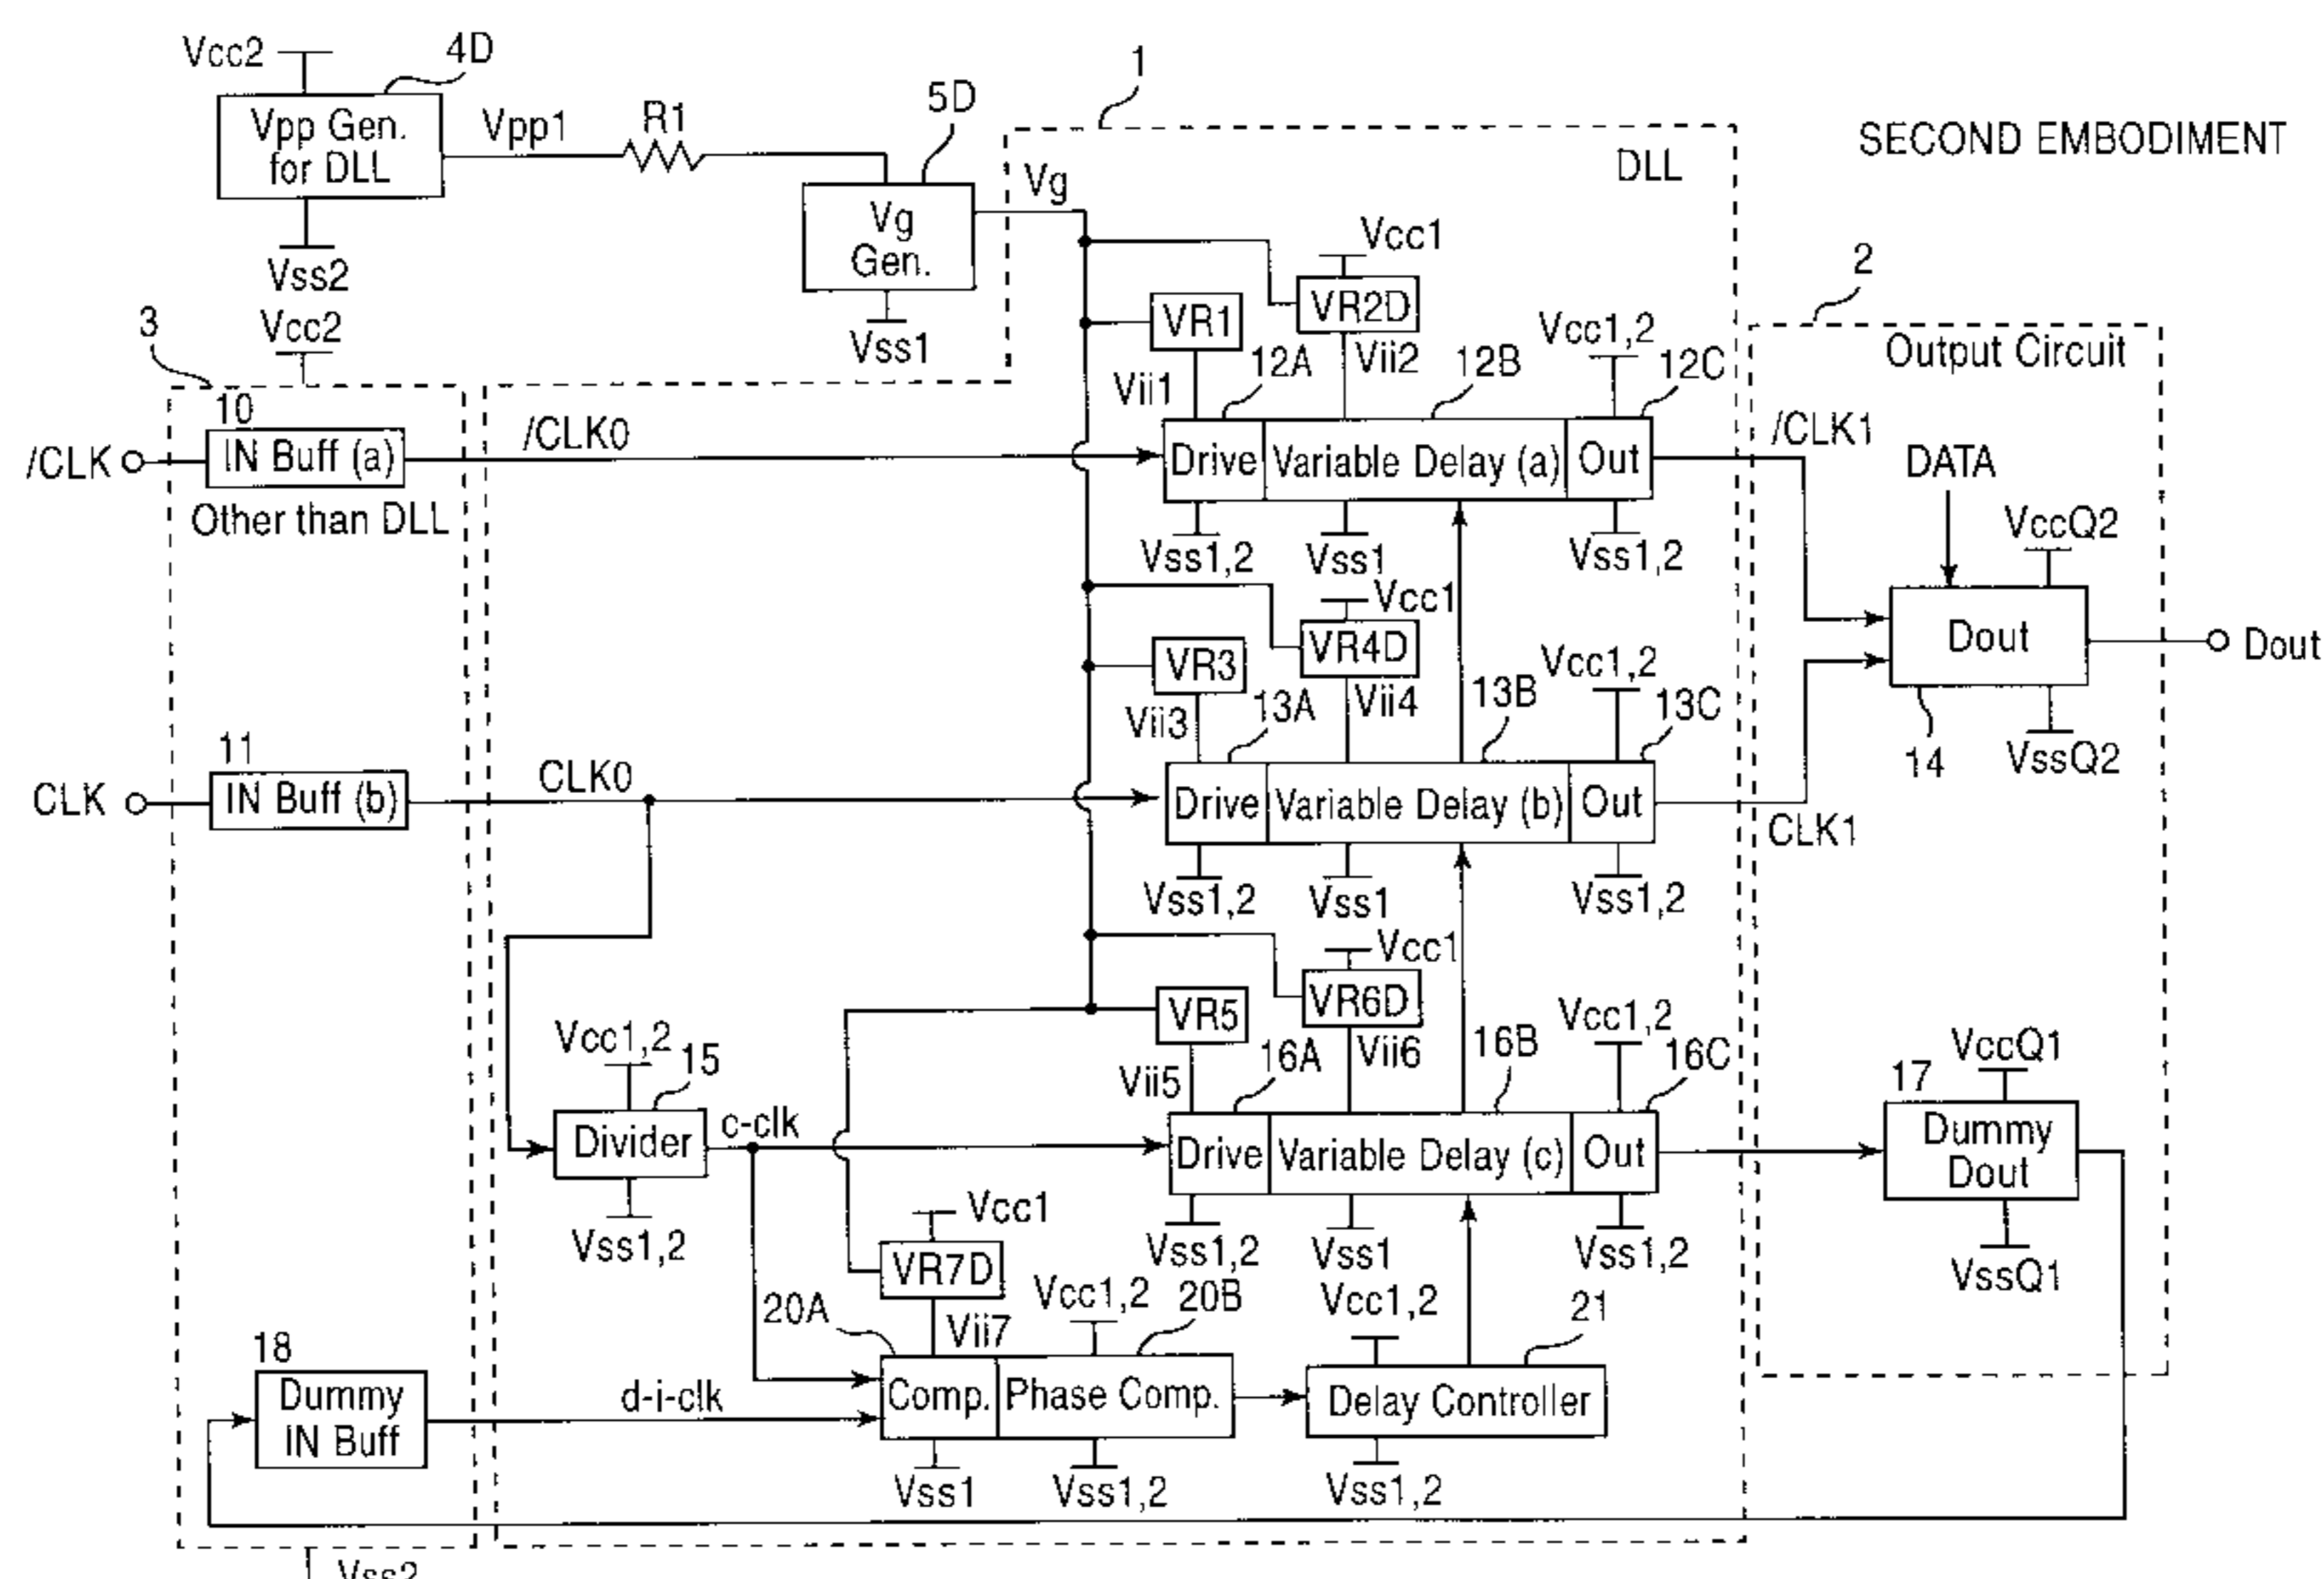 Vcc2
4D
Vpp Gen.
for DLL
Vpp1
R1
Vss2
5D
Vg
Gen.
Vss1
1
Vg
DLL
SECOND EMBODIMENT
Vcc1
VR2D
VR1
Vii2
Vii1
12A
12B
Vcc1,2
12C
2
Output Circuit
3
Vcc2
10
/CLK
IN Buff (a)
/CLK0
Drive
Variable Delay (a)
Out
/CLK1
DATA
Other than DLL
Vss1,2
Vss1
Vss1,2
VccQ2
Vcc1
VR4D
VR3
Vii4
Vii3
13A
13B
Vcc1,2
13C
Dout
Dout
14
VssQ2
11
CLK
IN Buff (b)
CLK0
Drive
Variable Delay (b)
Out
CLK1
Vss1,2
Vss1
Vss1,2
Vcc1
VR6D
VR5
Vii6
Vii5
16A
16B
Vcc1,2
16C
Vcc1,2
15
Divider
c-clk
Vss1,2
Drive
Variable Delay (c)
Out
VccQ1
17
Dummy
Dout
VssQ1
Vss1,2
Vss1
Vss1,2
Vcc1
VR7D
Vii7
20A
Vcc1,2
20B
Vcc1,2
21
18
Dummy
IN Buff
d-i-clk
Comp.
Phase Comp.
Delay Controller
Vss1
Vss1,2
Vss1,2
Vss2